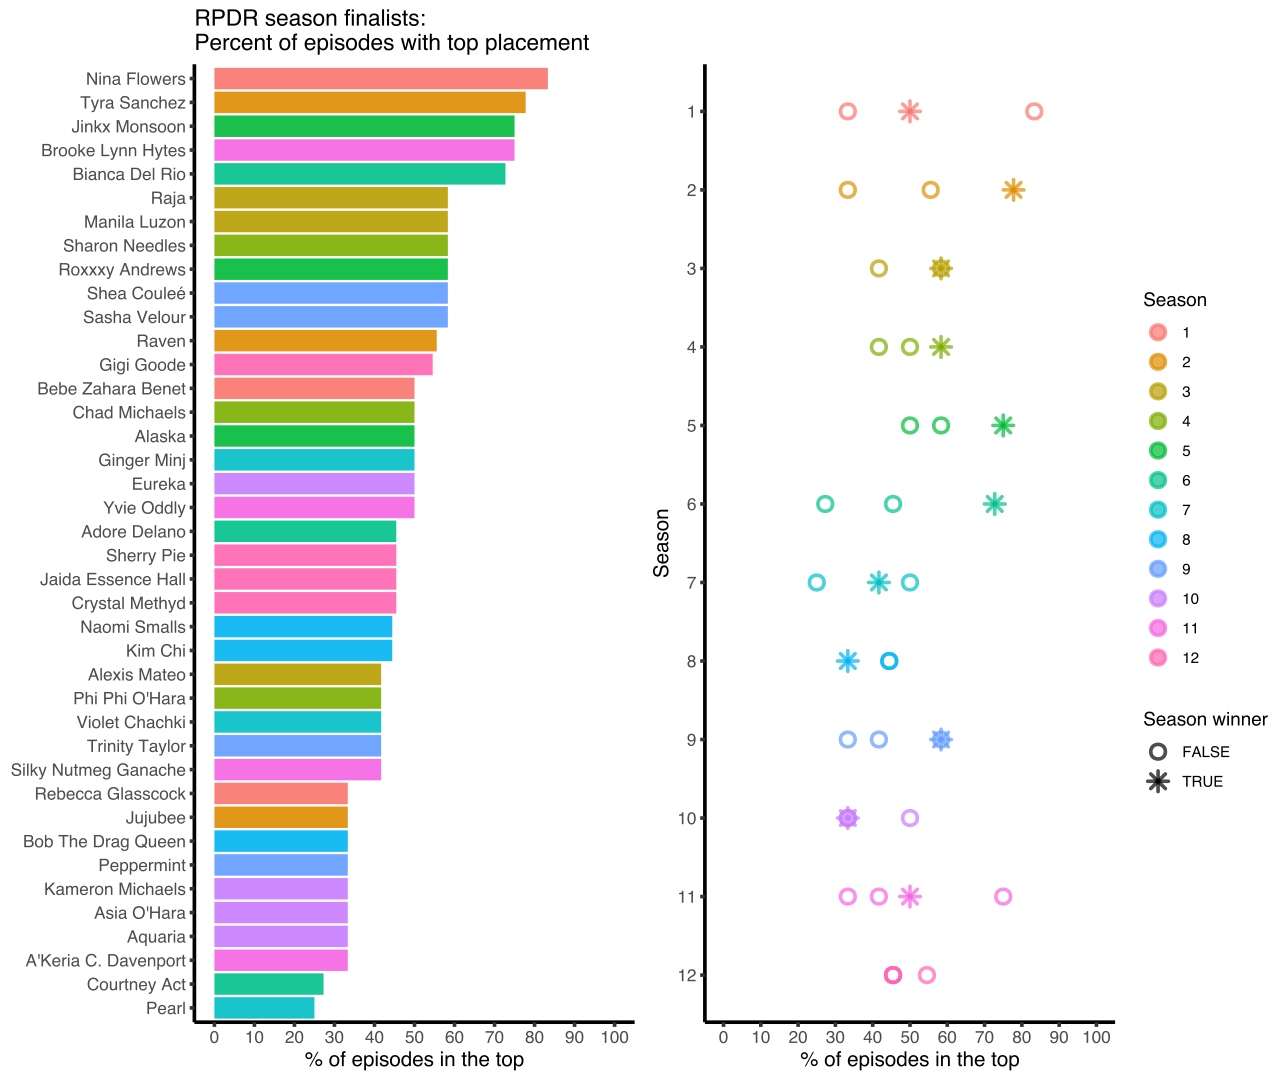 RPDR season finalists:
Percent of episodes with top placement
Nina Flowers
Tyra Sanchez
Jinkx Monsoon
Brooke Lynn Hytes
Bianca Del Rio
Raja
Manila Luzon
Sharon Needles
Roxxxy Andrews
Shea Couleé
Sasha Velour
Raven
Gigi Goode
Bebe Zahara Benet
Chad Michaels
Alaska
Ginger Minj
Eureka
Yvie Oddly
Adore Delano
Sherry Pie
Jaida Essence Hall
Crystal Methyd
Naomi Smalls
Kim Chi
Alexis Mateo
Phi Phi O'Hara
Violet Chachki
Trinity Taylor
Silky Nutmeg Ganache
Rebecca Glasscock
Jujubee
Bob The Drag Queen
Peppermint
Kameron Michaels
Asia O'Hara
Aquaria
A'Keria C. Davenport
Courtney Act
Pearl
0 10 20 30 40 50 60 70 80 90 100
% of episodes in the top
Season
1
2
3
4
5
6
7
8
9
10
11
12
0 10 20 30 40 50 60 70 80 90 100
% of episodes in the top
Season
1
2
3
4
5
6
7
8
9
10
11
12
Season winner
FALSE
TRUE